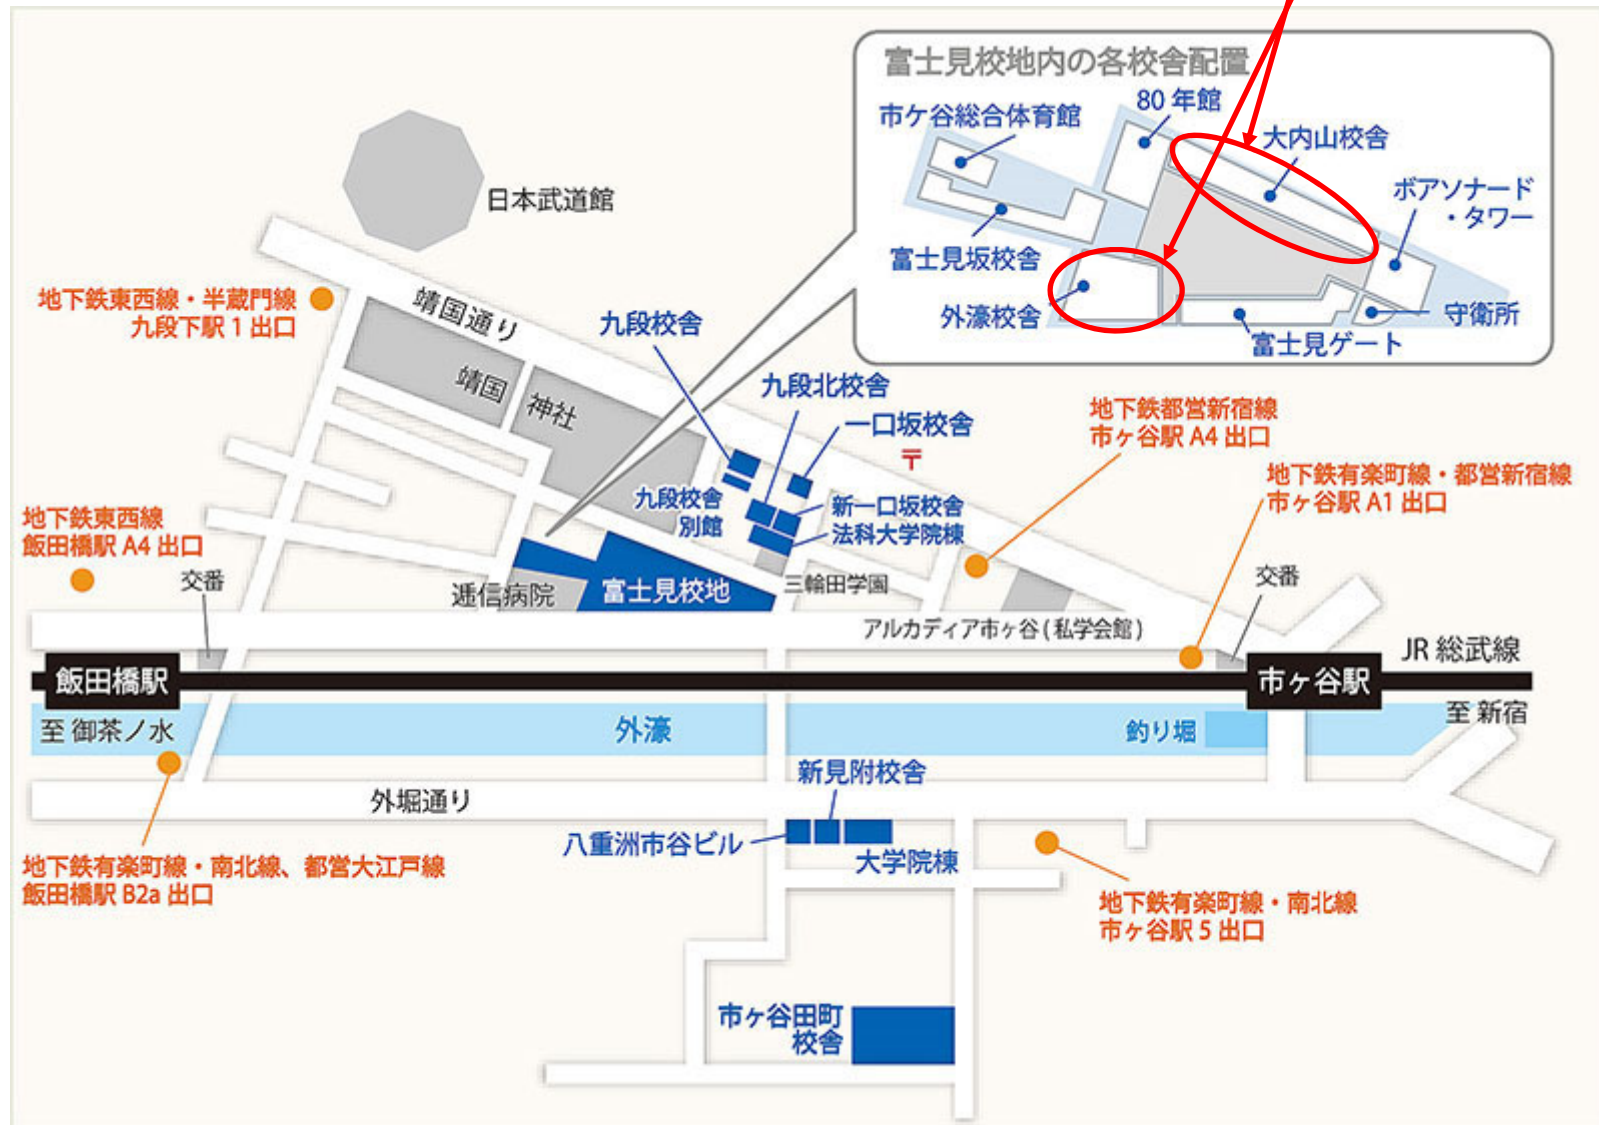 富士見校地内の各校舎配置
80 年館
市ケ谷総合体育館
大内山校舎
ボアソナード
・タワー
富士見坂校舎
外濠校舎
守衛所
富士見ゲート
日本武道館
地下鉄東西線・半蔵門線
九段下駅 1 出口
靖国通り
九段校舎
靖国
神社
九段北校舎
一口坂校舎
〒
地下鉄都営新宿線
市ヶ谷駅 A4 出口
地下鉄有楽町線・都営新宿線
市ヶ谷駅 A1 出口
九段校舎
別館
新一口坂校舎
法科大学院棟
地下鉄東西線
飯田橋駅 A4 出口
交番
逓信病院
富士見校地
三輪田学園
交番
アルカディア市ヶ谷 ( 私学会館 )
JR 総武線
飯田橋駅
市ヶ谷駅
至 御茶ノ水
外濠
釣り堀
至 新宿
新見附校舎
外堀通り
八重洲市谷ビル
大学院棟
地下鉄有楽町線・南北線、都営大江戸線
飯田橋駅 B2a 出口
地下鉄有楽町線・南北線
市ヶ谷駅 5 出口
市ヶ谷田町
校舎